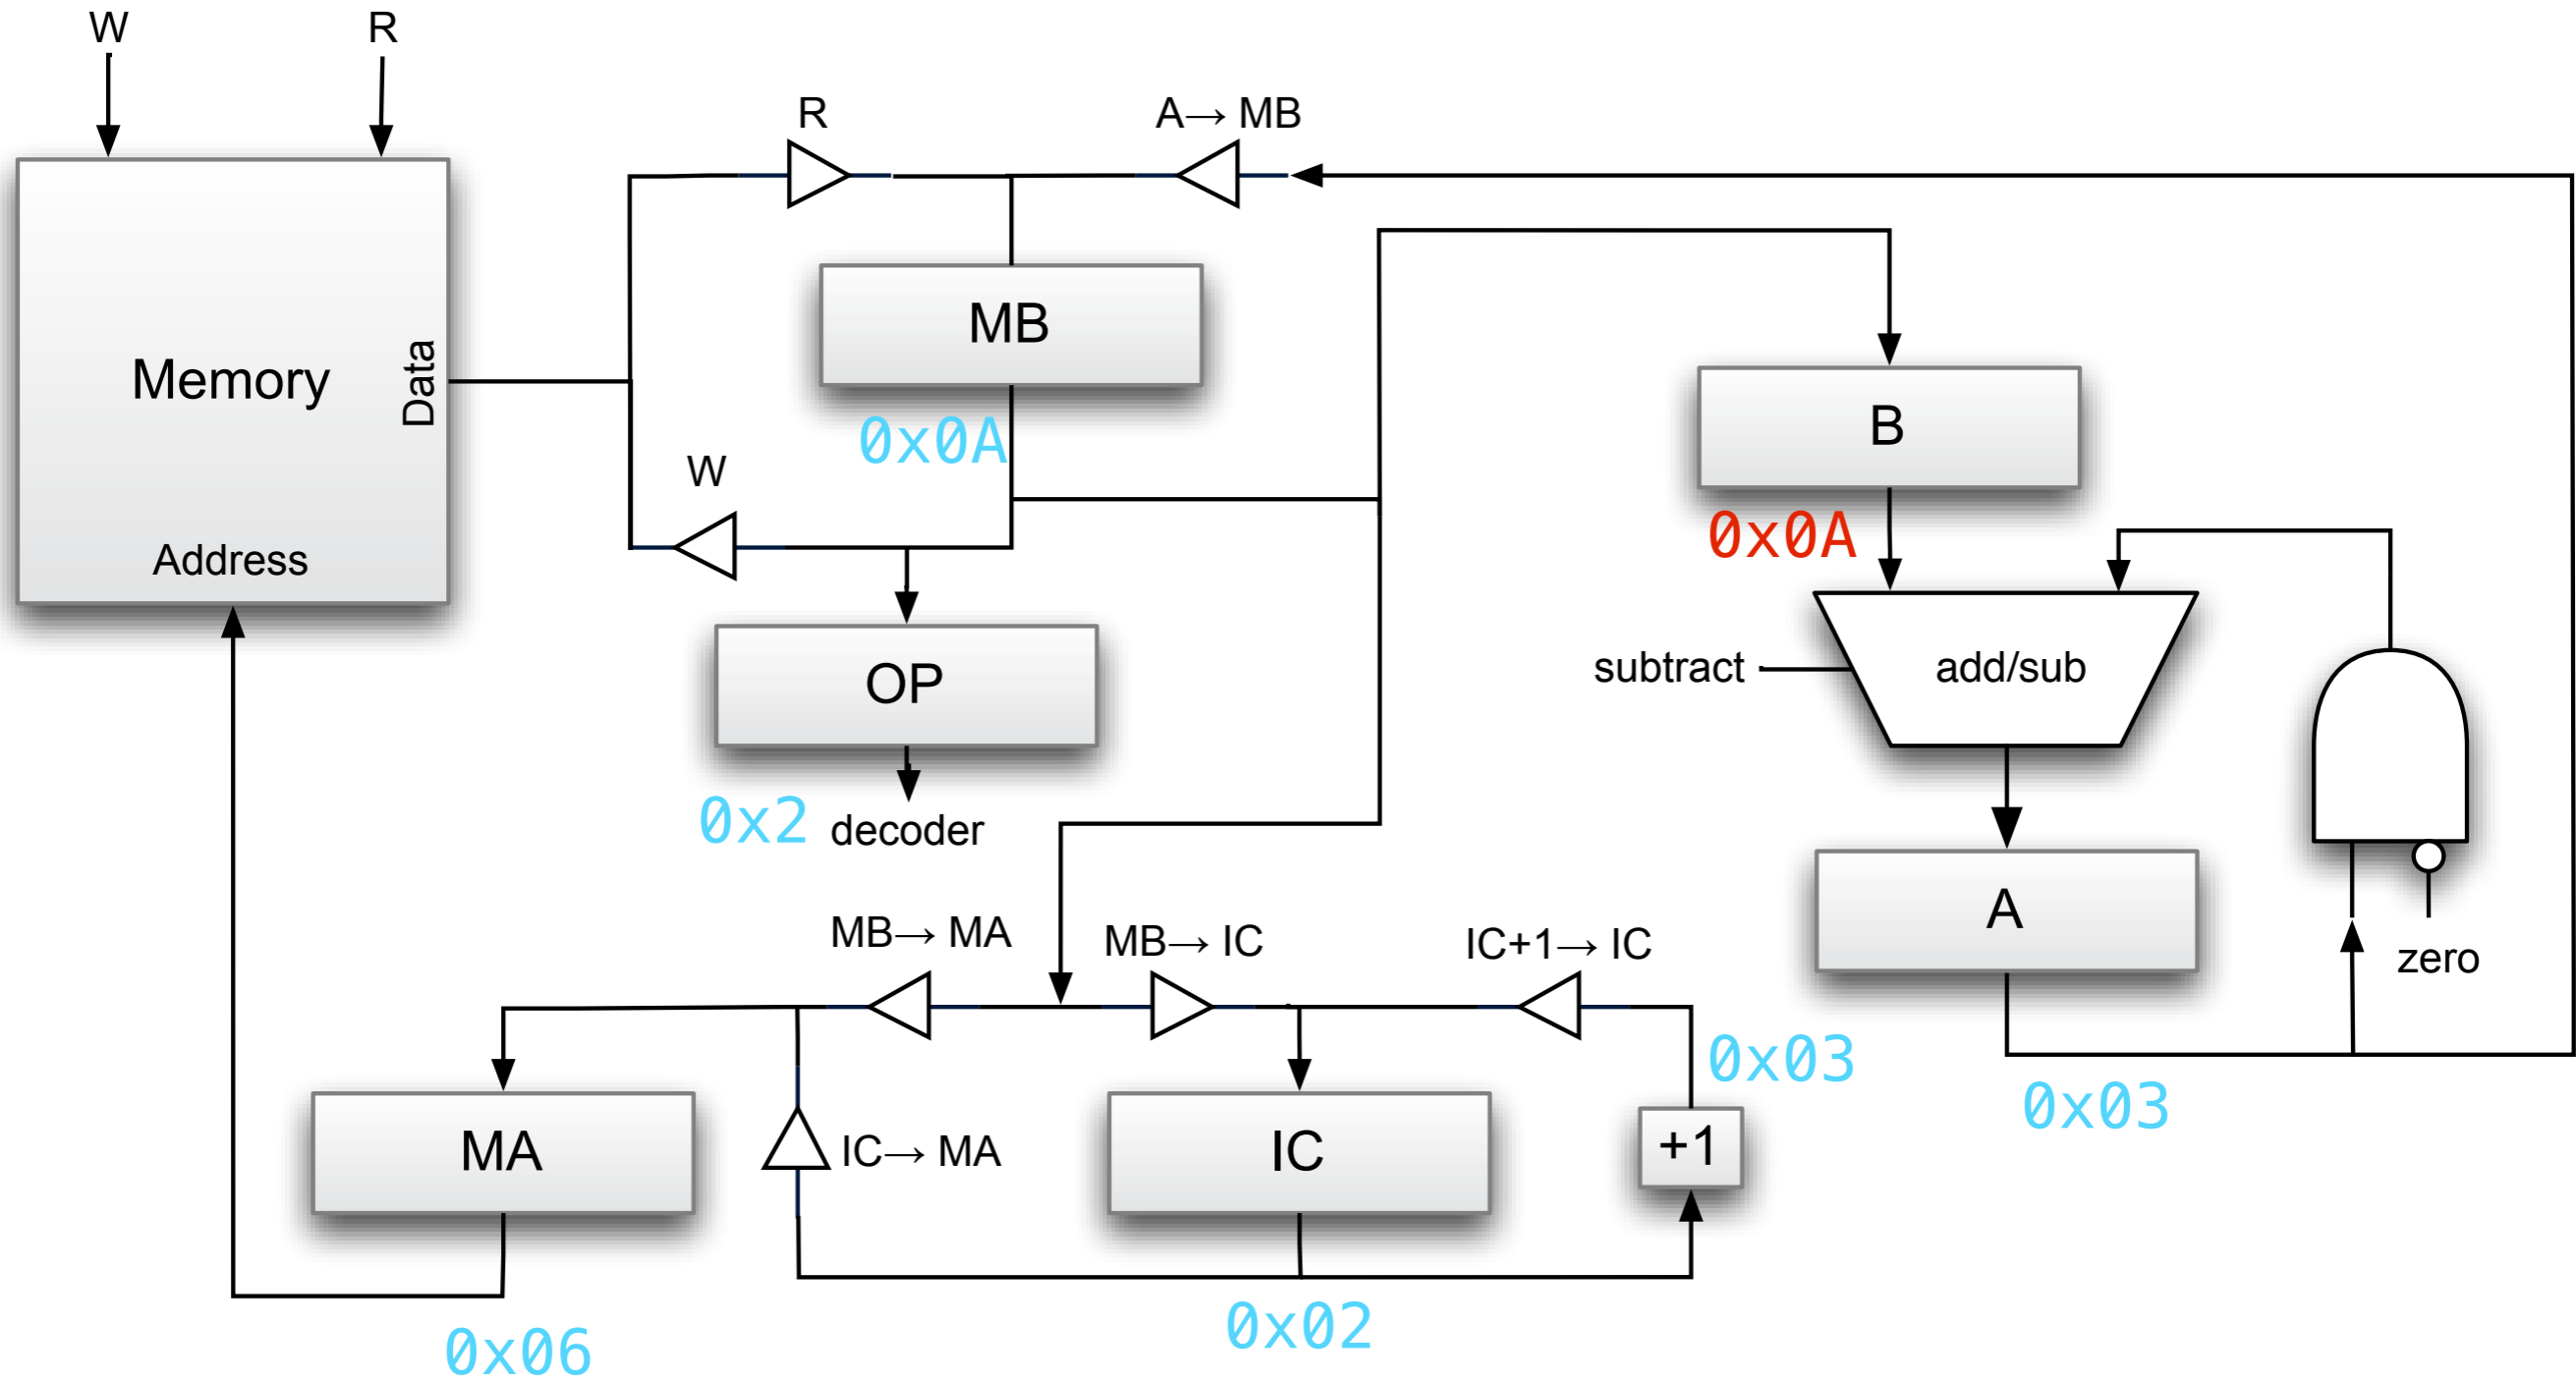 W
R
R
A→ MB
MB
Memory
Data
0x0A
B
W
0x0A
Address
subtract
add/sub
OP
0x2
decoder
A
MB→ MA
MB→ IC
IC+1→ IC
zero
0x03
0x03
MA
IC→ MA
IC
+1
0x02
0x06